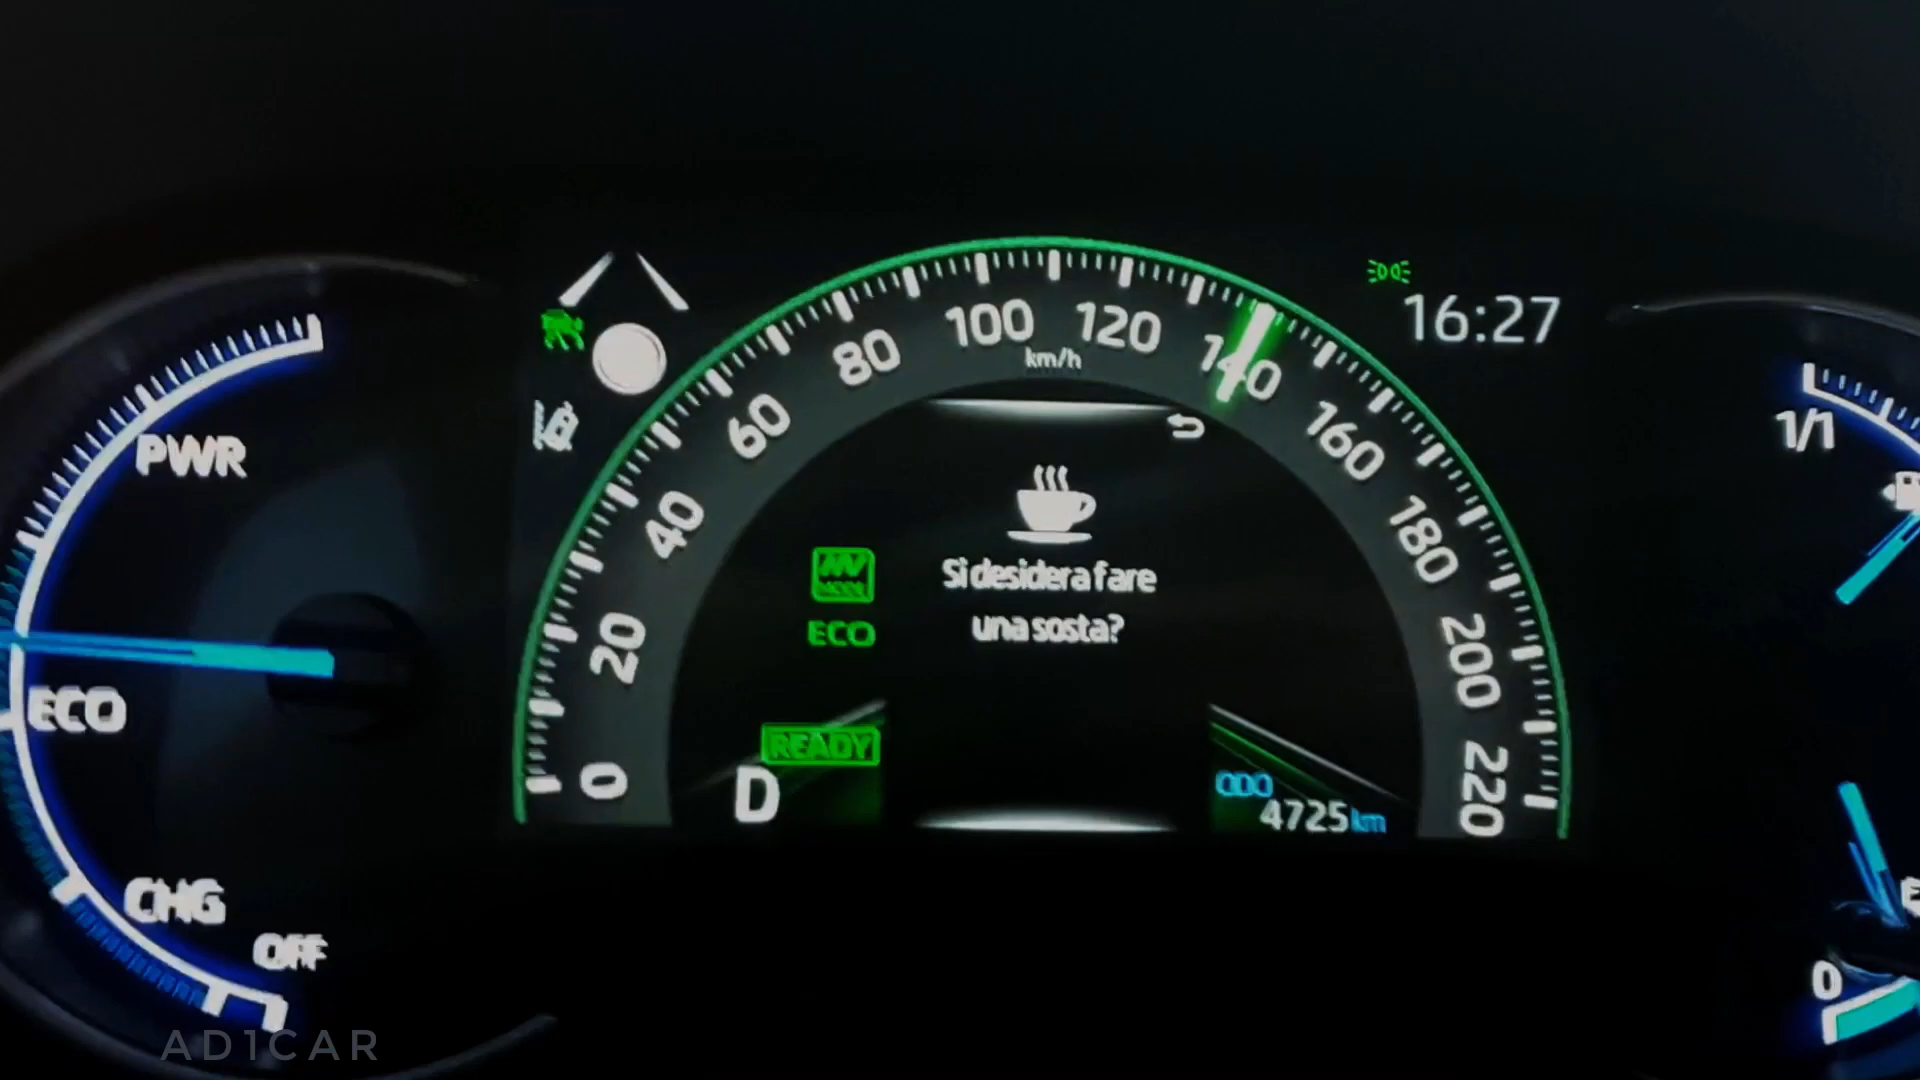 PWR
ECO
CHG
OFF
0
20
40
60
80
100
120
140
160
180
200
220
km/h
16:27
Si desidera fare
una sosta?
ECO
READY
D
ODO
4725 km
1/1
0
AD1CAR